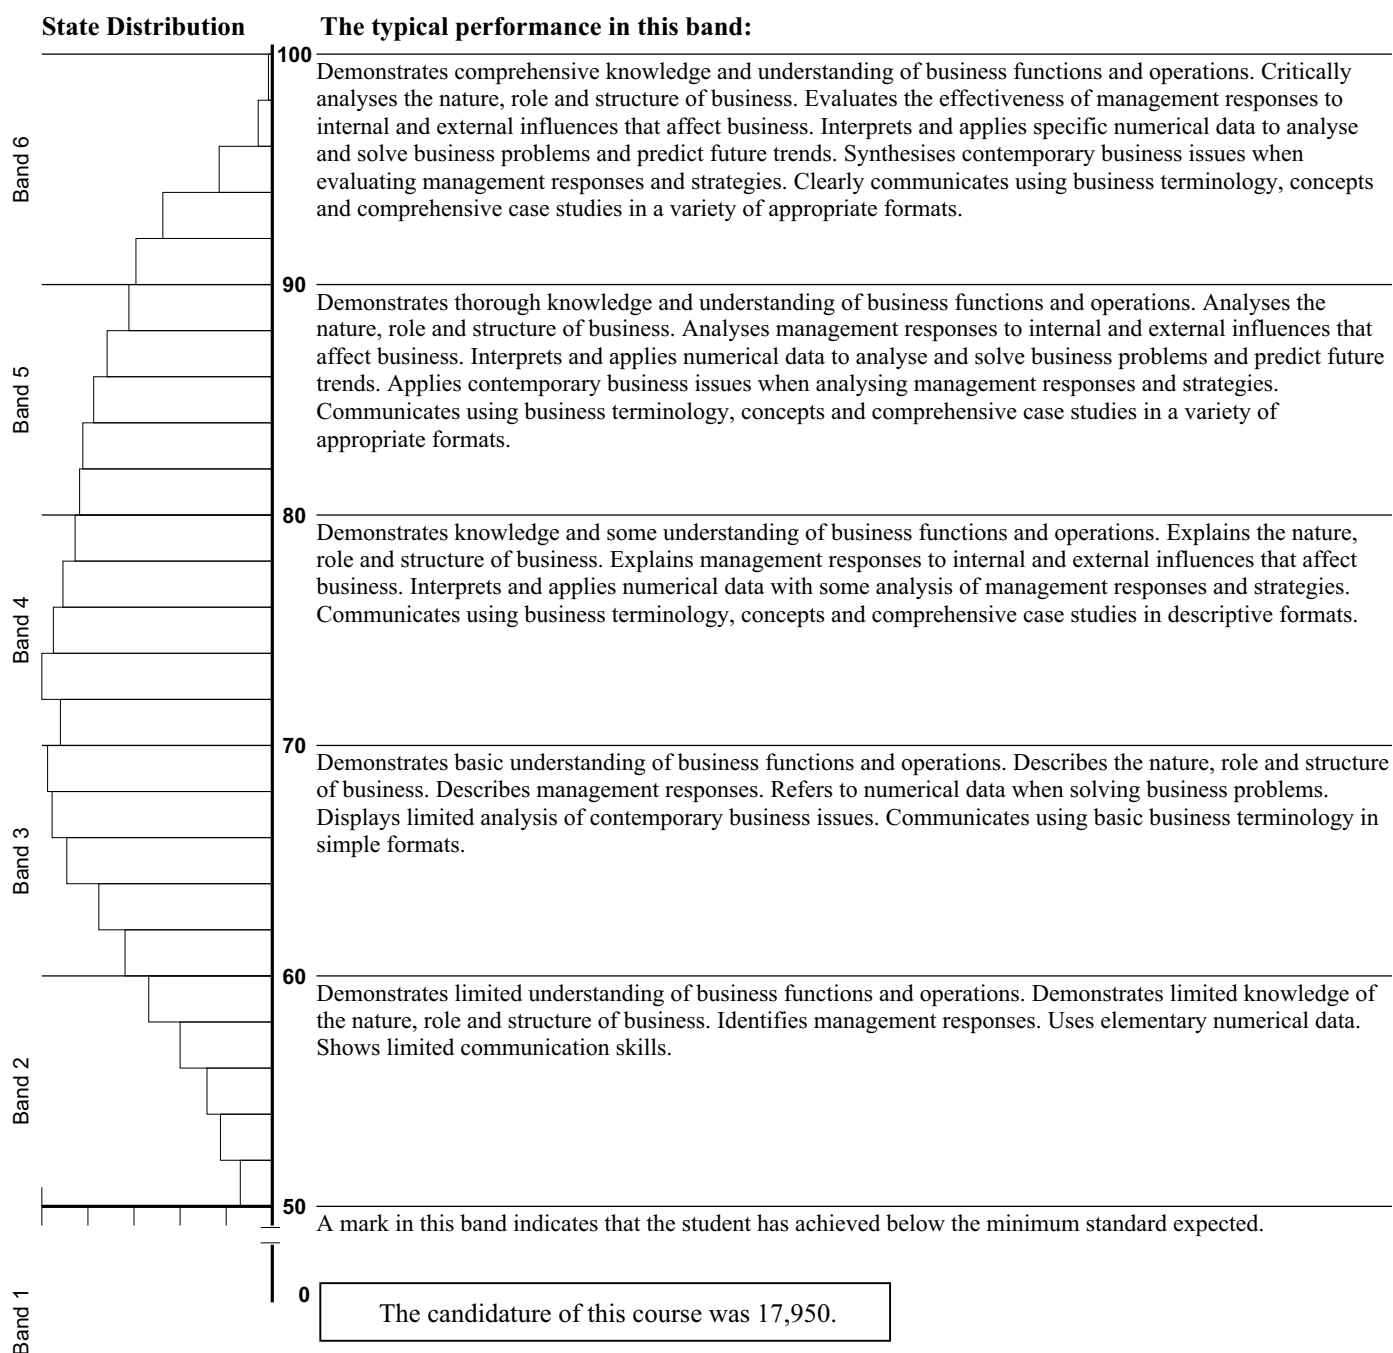 State Distribution
The typical performance in this band:
100
Band 6
Demonstrates comprehensive knowledge and understanding of business functions and operations. Critically
analyses the nature, role and structure of business. Evaluates the effectiveness of management responses to
internal and external influences that affect business. Interprets and applies specific numerical data to analyse
and solve business problems and predict future trends. Synthesises contemporary business issues when
evaluating management responses and strategies. Clearly communicates using business terminology, concepts
and comprehensive case studies in a variety of appropriate formats.
90
Band 5
Demonstrates thorough knowledge and understanding of business functions and operations. Analyses the
nature, role and structure of business. Analyses management responses to internal and external influences that
affect business. Interprets and applies numerical data to analyse and solve business problems and predict future
trends. Applies contemporary business issues when analysing management responses and strategies.
Communicates using business terminology, concepts and comprehensive case studies in a variety of
appropriate formats.
80
Band 4
Demonstrates knowledge and some understanding of business functions and operations. Explains the nature,
role and structure of business. Explains management responses to internal and external influences that affect
business. Interprets and applies numerical data with some analysis of management responses and strategies.
Communicates using business terminology, concepts and comprehensive case studies in descriptive formats.
70
Band 3
Demonstrates basic understanding of business functions and operations. Describes the nature, role and structure
of business. Describes management responses. Refers to numerical data when solving business problems.
Displays limited analysis of contemporary business issues. Communicates using basic business terminology in
simple formats.
60
Band 2
Demonstrates limited understanding of business functions and operations. Demonstrates limited knowledge of
the nature, role and structure of business. Identifies management responses. Uses elementary numerical data.
Shows limited communication skills.
50
A mark in this band indicates that the student has achieved below the minimum standard expected.
Band 1
0
The candidature of this course was 17,950.